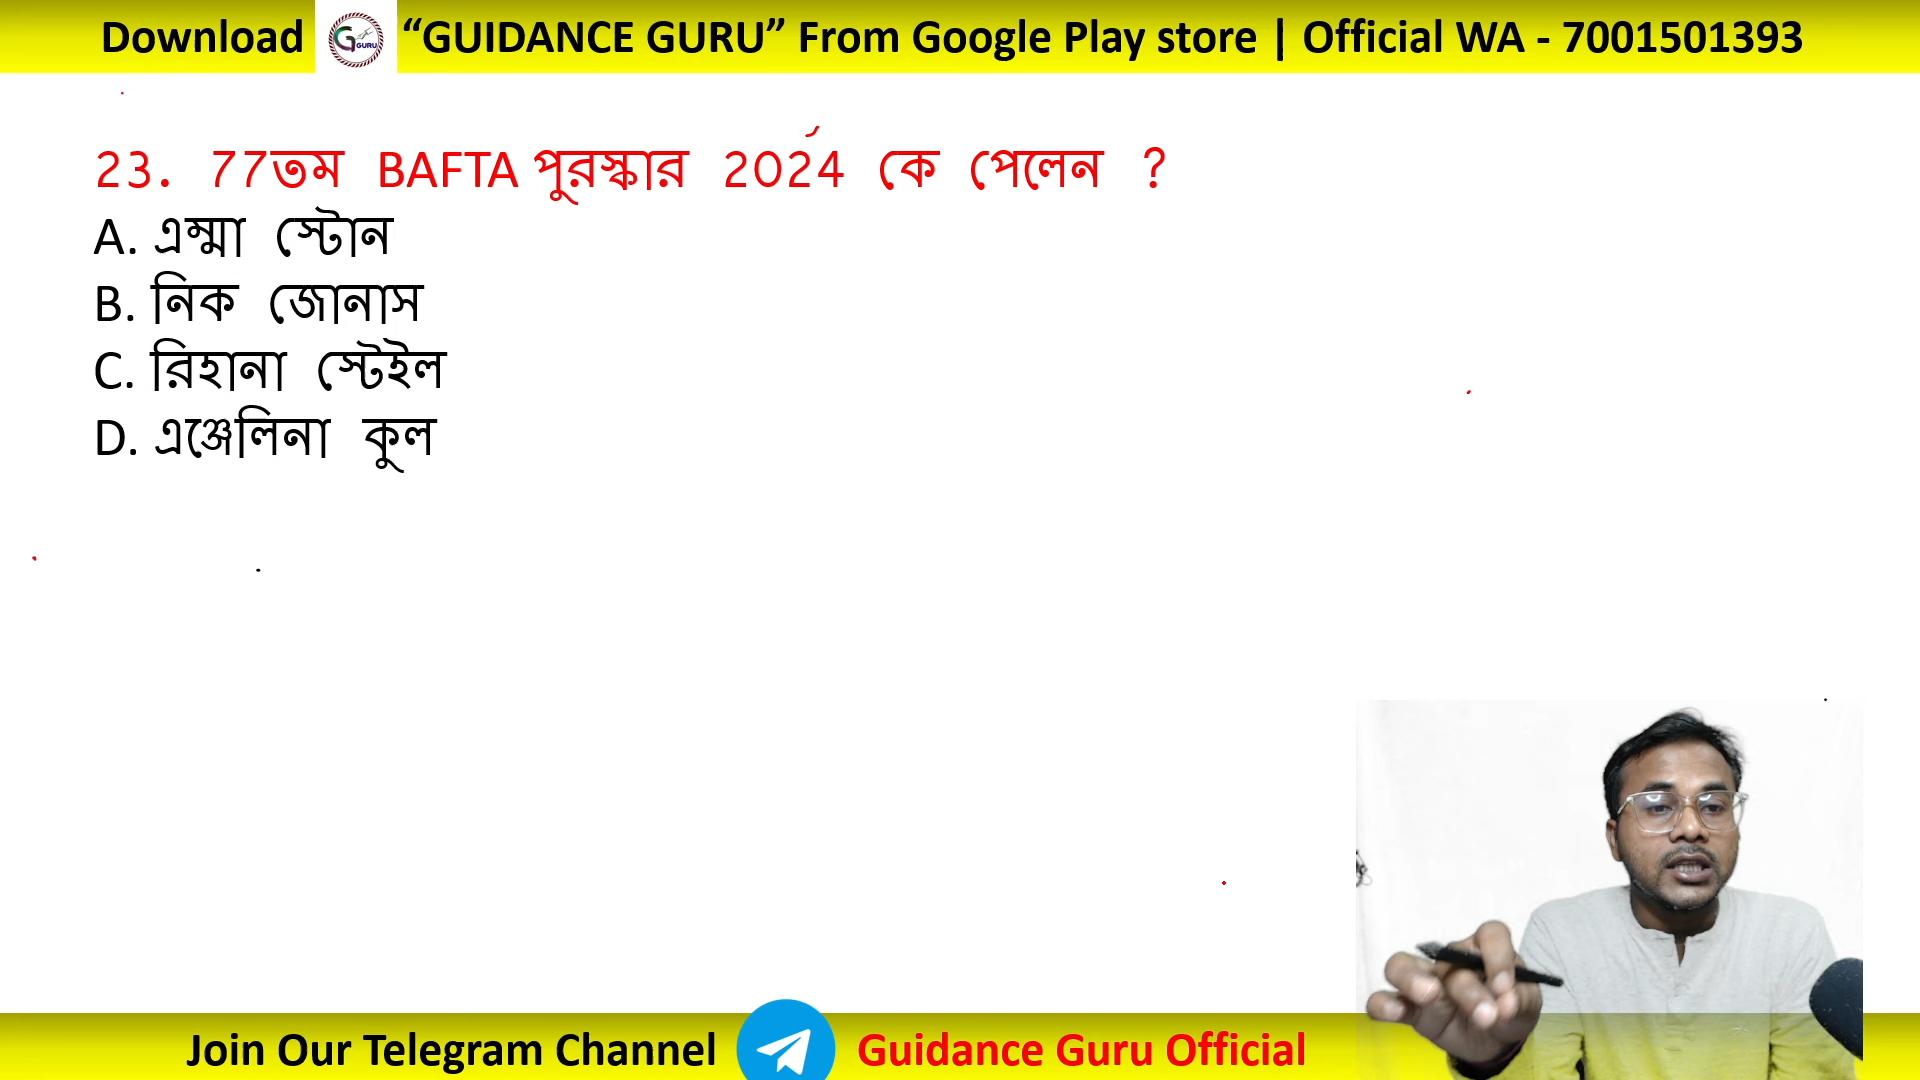 Download GURU “GUIDANCE GURU” From Google Play store | Official WA - 7001501393
23. 77তম BAFTA পুরস্কার 2024 কে পেলেন ?
A. এম্মা স্টোন
B. নিক জোনাস
C. রিহানা স্টেইল
D. এঞ্জেলিনা কুল
Join Our Telegram Channel Guidance Guru Official